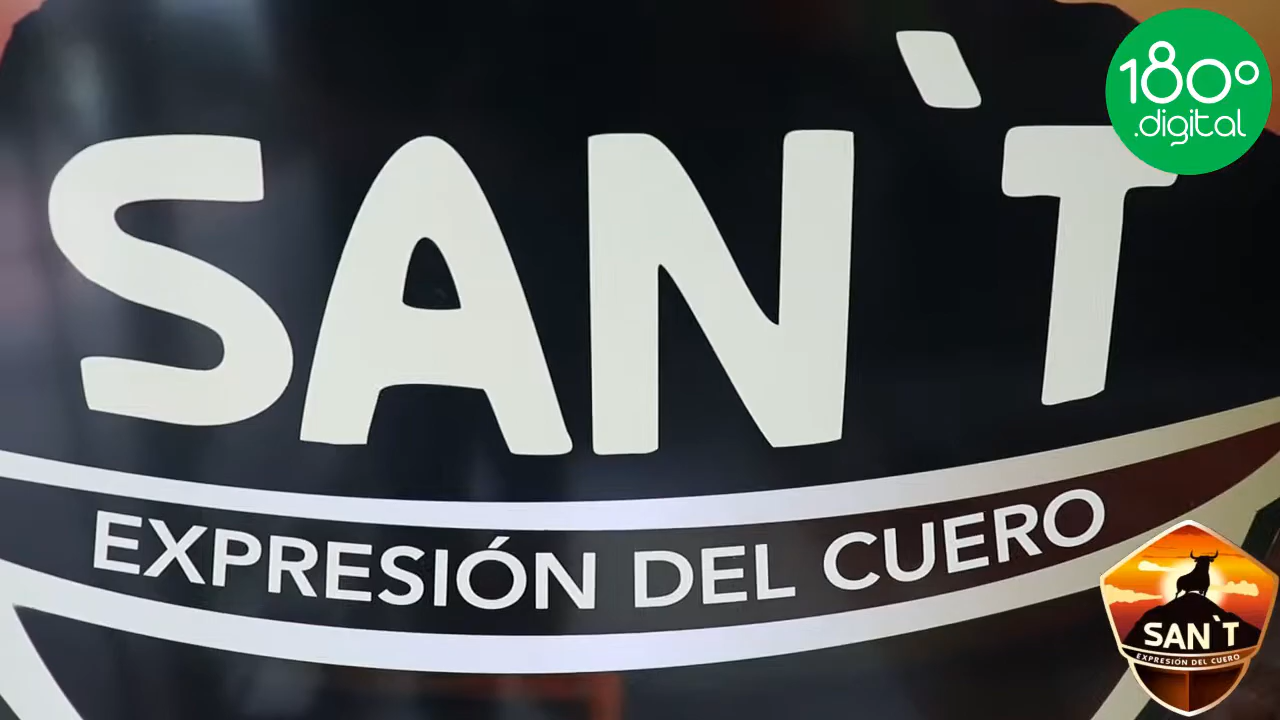 180°
.digital
SAN`T
EXPRESIÓN DEL CUERO
SAN`T
EXPRESIÓN DEL CUERO